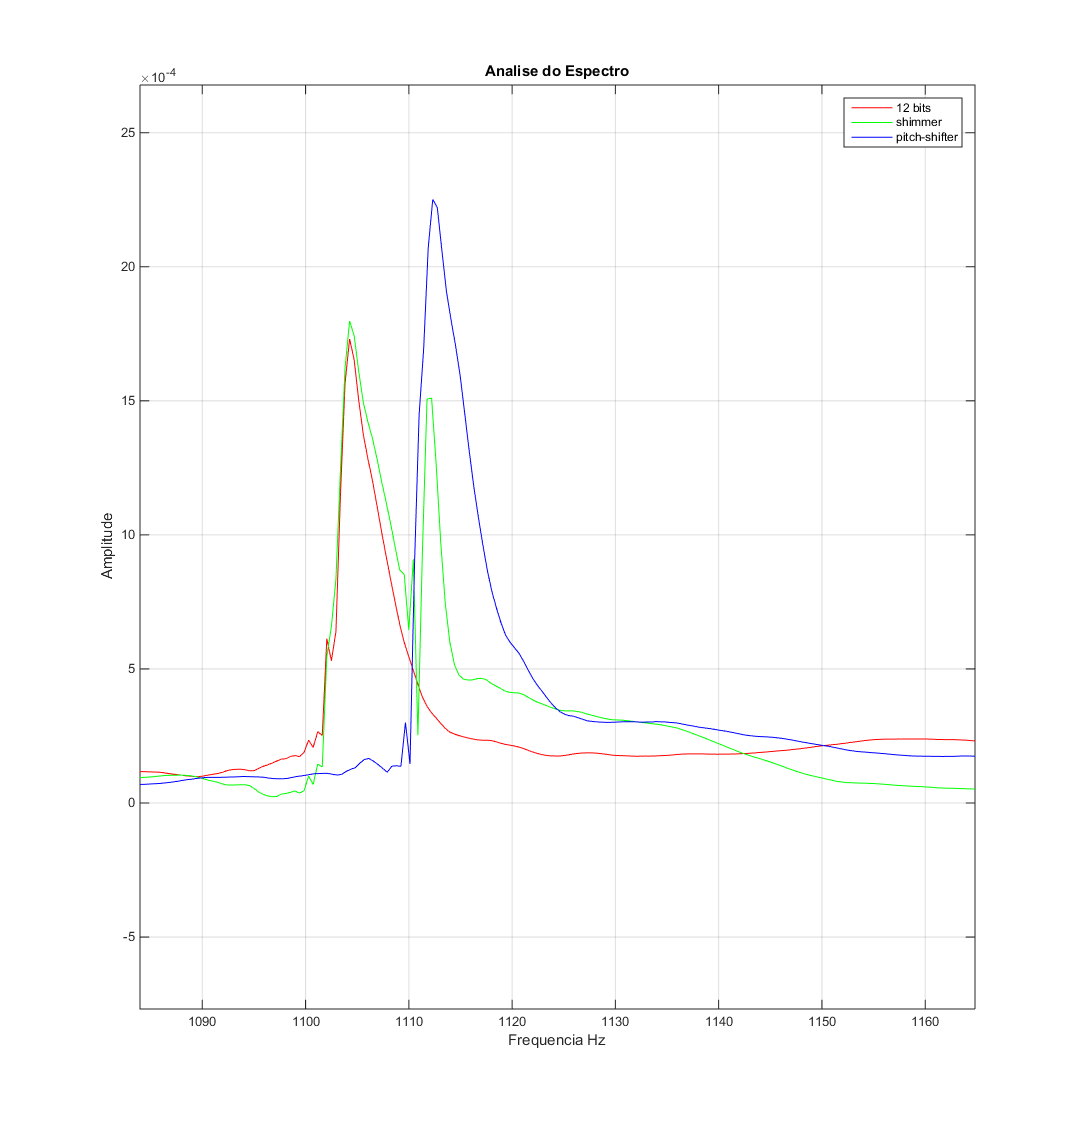 Analise do Espectro
×10-4
12 bits
shimmer
pitch-shifter
25
20
15
10
5
0
-5
Amplitude
1090 1100 1110 1120 1130 1140 1150 1160
Frequencia Hz